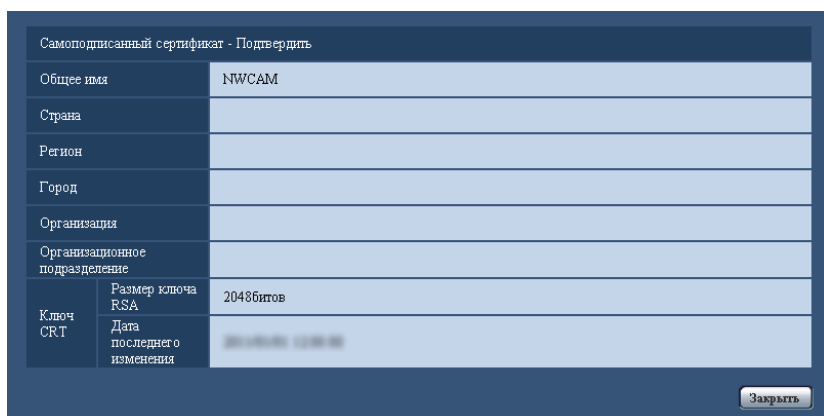 Самоподписанный сертификат - Подтвердить
Общее имя NWCAM
Страна
Регион
Город
Организация
Организационное
подразделение
Ключ
CRT
Размер ключа
RSA
2048битов
Дата
последнего
изменения
Закрыть